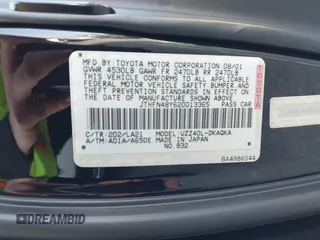 MFD. BY TOYOTA MOTOR CORPORATION 08/01
GVWR 4530LB GAWR FR 2470LB RR 2470LB
THIS VEHICLE CONFORMS TO ALL APPLICABLE
FEDERAL MOTOR VEHICLE SAFETY, BUMPER,
AND THEFT PREVENTION STANDARDS IN EFFECT
ON THE DATE OF MANUFACTURE SHOWN ABOVE.
JTHFN48Y620013365 PASS CAR
C/TR: 202/LA21 MODEL: UZZ40L-DKAQKA
A/TM: A01A/A650E MADE IN JAPAN
NO. 832
BA4986344
TOYOTA
DREAMBID